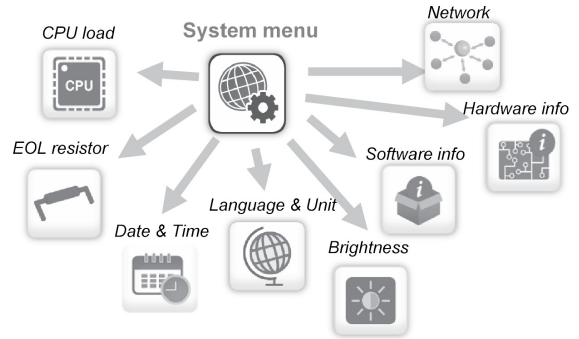 Network
System menu
CPU load
CPU
Hardware info
i
EOL resistor
Software info
i
Language & Unit
Date & Time
Brightness